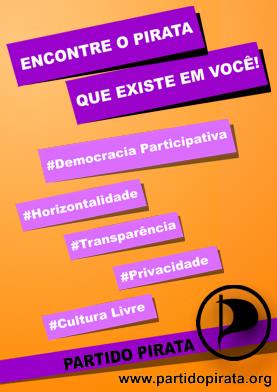 ENCONTRE O PIRATA
QUE EXISTE EM VOCÊ!
#Democracia Participativa
#Horizontalidade
#Transparência
#Privacidade
#Cultura Livre
PARTIDO PIRATA
www.partidopirata.org